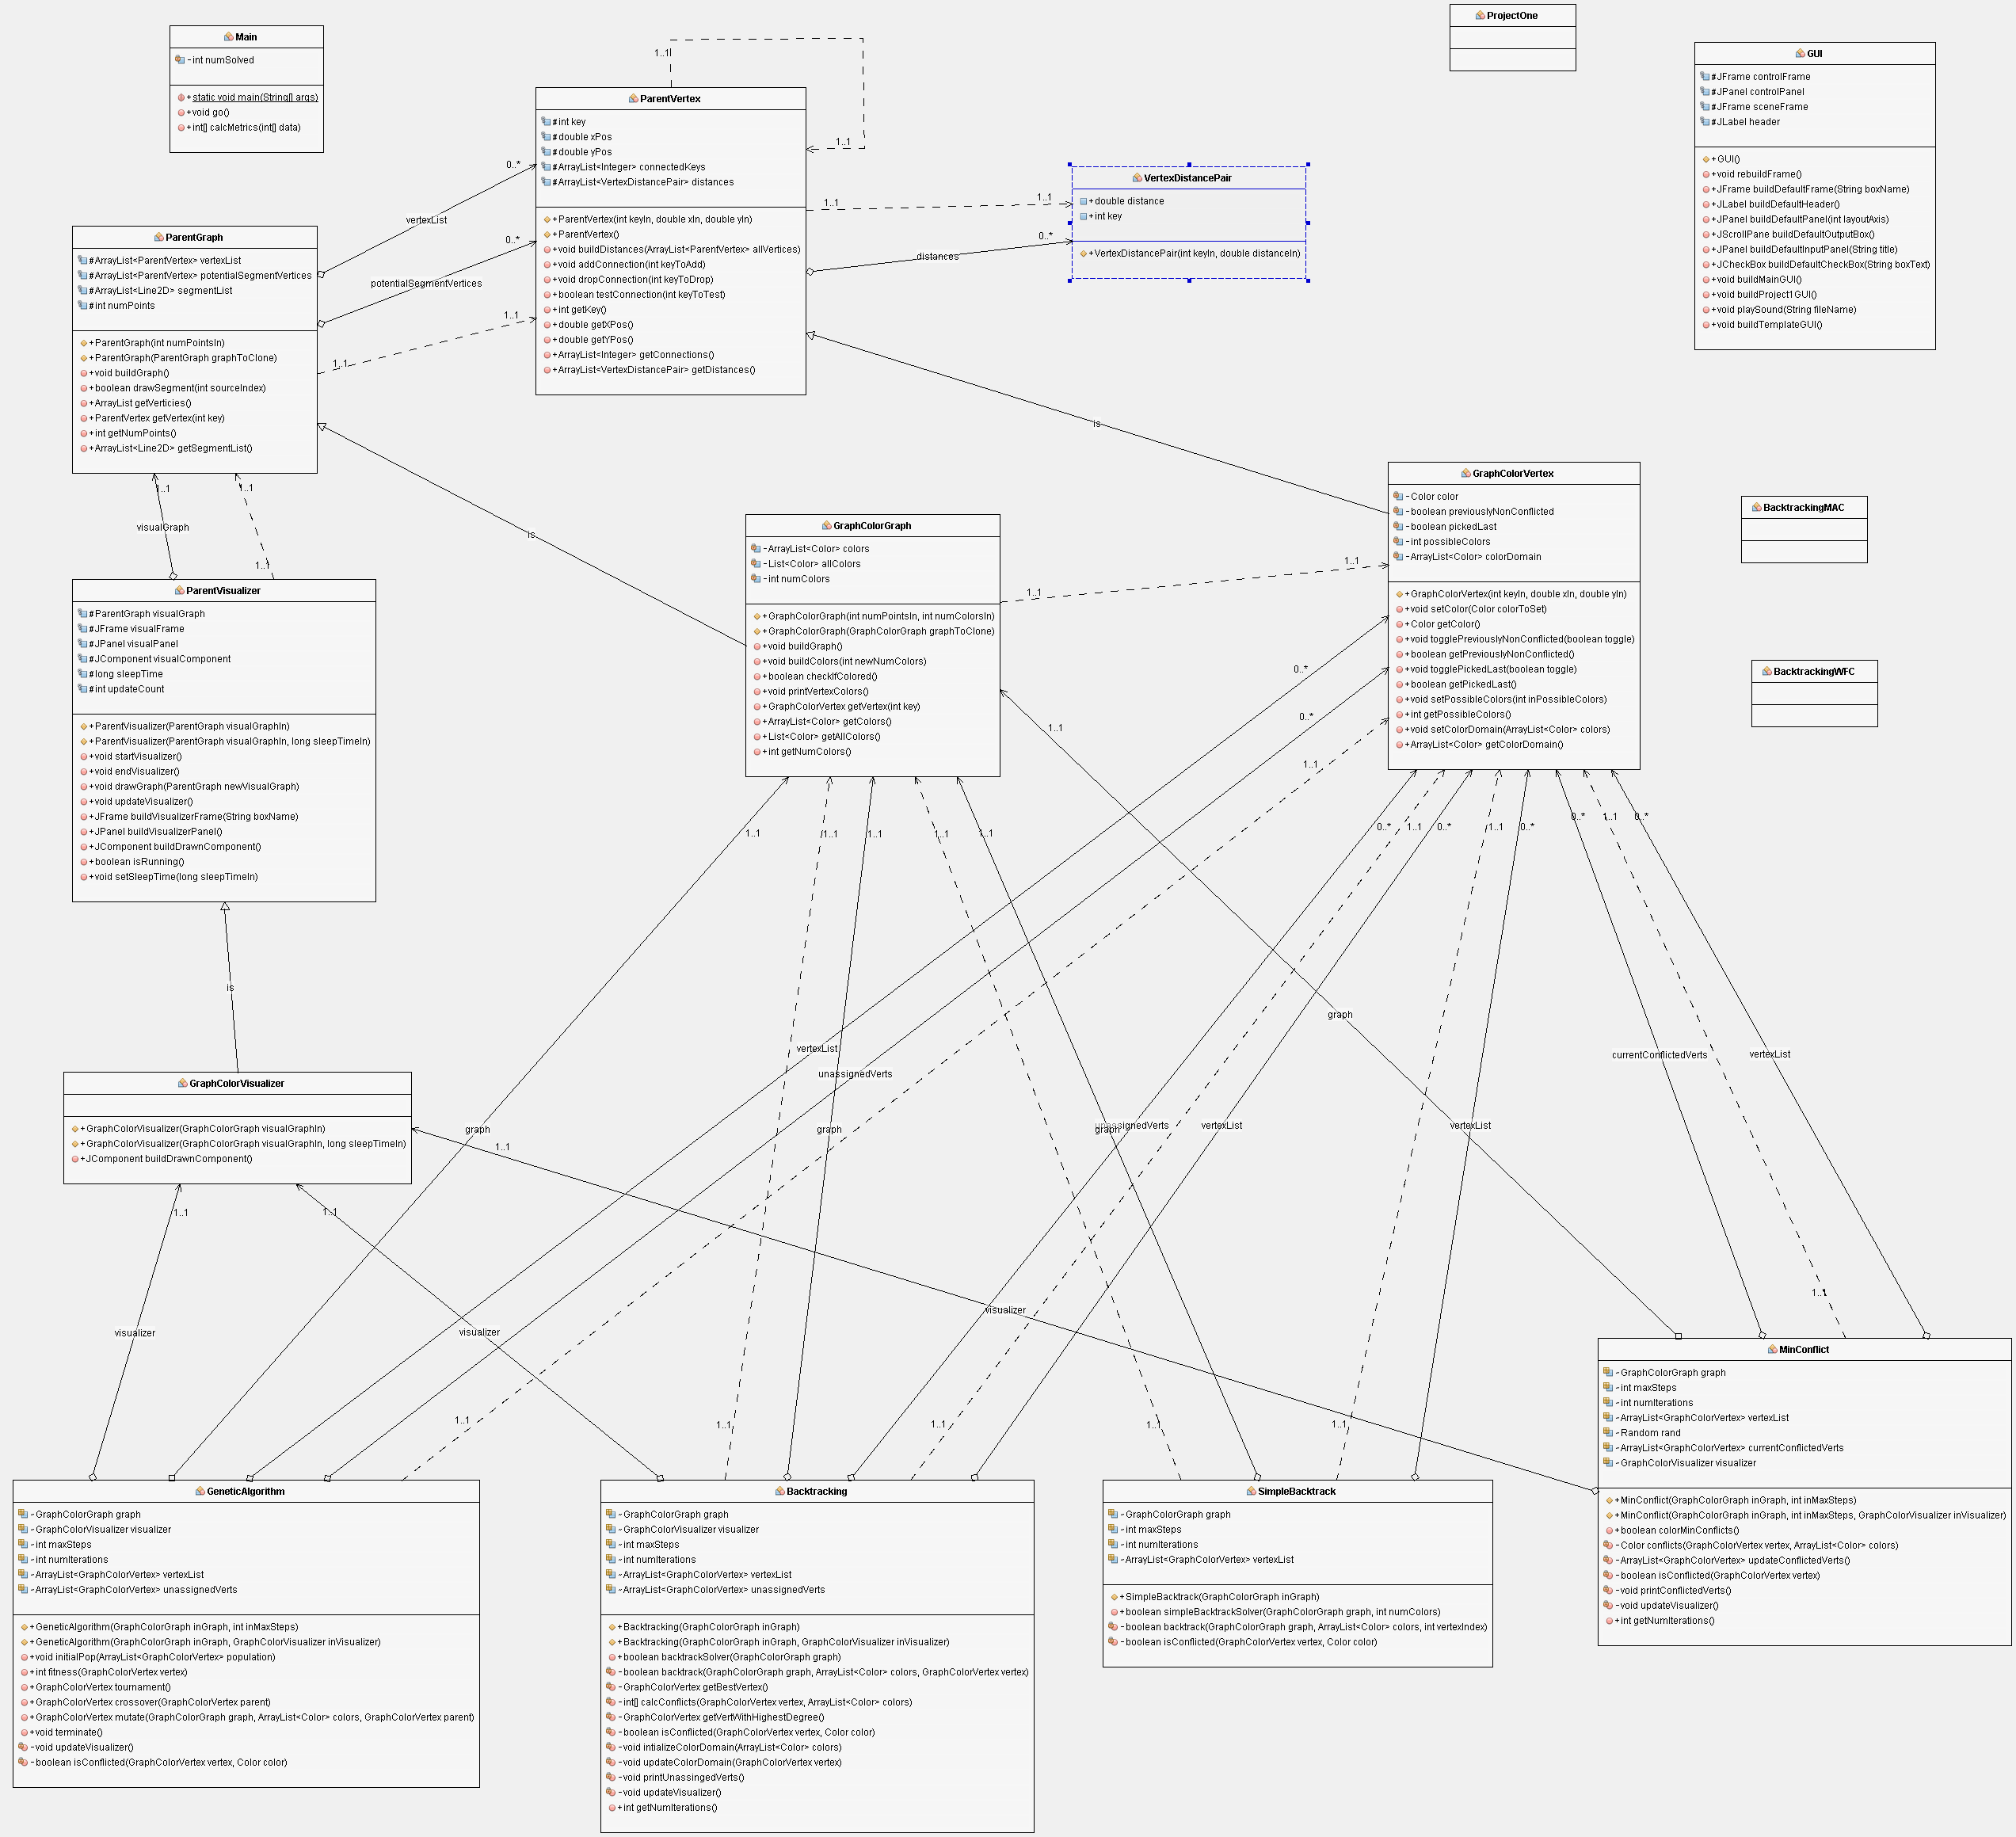 Main
-int numSolved
+static void main(String[] args)
+void go()
+int[] calcMetrics(int[] data)
ProjectOne
GUI
#JFrame controlFrame
#JPanel controlPanel
#JFrame sceneFrame
#JLabel header
+GUI()
+void rebuildFrame()
+JFrame buildDefaultFrame(String boxName)
+JLabel buildDefaultHeader()
+JPanel buildDefaultPanel(int layoutAxis)
+JScrollPane buildDefaultOutputBox()
+JPanel buildDefaultInputPanel(String title)
+JCheckBox buildDefaultCheckBox(String boxText)
+void buildMainGUI()
+void buildProject1GUI()
+void playSound(String fileName)
+void buildTemplateGUI()
1..1
1..1
ParentVertex
#int key
#double xPos
#double yPos
#ArrayList<Integer> connectedKeys
#ArrayList<VertexDistancePair> distances
+ParentVertex(int keyIn, double xIn, double yIn)
+ParentVertex()
+void buildDistances(ArrayList<ParentVertex> allVertices)
+void addConnection(int keyToAdd)
+void dropConnection(int keyToDrop)
+boolean testConnection(int keyToTest)
+int getKey()
+double getXPos()
+double getYPos()
+ArrayList<Integer> getConnections()
+ArrayList<VertexDistancePair> getDistances()
VertexDistancePair
+double distance
+int key
+VertexDistancePair(int keyIn, double distanceIn)
1..1
1..1
0..*
distances
0..*
vertexList
0..*
potentialSegmentVertices
1..1
1..1
ParentGraph
#ArrayList<ParentVertex> vertexList
#ArrayList<ParentVertex> potentialSegmentVertices
#ArrayList<Line2D> segmentList
#int numPoints
+ParentGraph(int numPointsIn)
+ParentGraph(ParentGraph graphToClone)
+void buildGraph()
+boolean drawSegment(int sourceIndex)
+ArrayList getVerticies()
+ParentVertex getVertex(int key)
+int getNumPoints()
+ArrayList<Line2D> getSegmentList()
is
is
1..1
1..1
visualGraph
1..1
ParentVisualizer
#ParentGraph visualGraph
#JFrame visualFrame
#JPanel visualPanel
#JComponent visualComponent
#long sleepTime
#int updateCount
+ParentVisualizer(ParentGraph visualGraphIn)
+ParentVisualizer(ParentGraph visualGraphIn, long sleepTimeIn)
+void startVisualizer()
+void endVisualizer()
+void drawGraph(ParentGraph newVisualGraph)
+void updateVisualizer()
+JFrame buildVisualizerFrame(String boxName)
+JPanel buildVisualizerPanel()
+JComponent buildDrawnComponent()
+boolean isRunning()
+void setSleepTime(long sleepTimeIn)
GraphColorGraph
-ArrayList<Color> colors
-List<Color> allColors
-int numColors
+GraphColorGraph(int numPointsIn, int numColorsIn)
+GraphColorGraph(GraphColorGraph graphToClone)
+void buildGraph()
+void buildColors(int newNumColors)
+boolean checkIfColored()
+void printVertexColors()
+GraphColorVertex getVertex(int key)
+ArrayList<Color> getColors()
+List<Color> getAllColors()
+int getNumColors()
GraphColorVertex
-Color color
-boolean previouslyNonConflicted
-boolean pickedLast
-int possibleColors
-ArrayList<Color> colorDomain
+GraphColorVertex(int keyIn, double xIn, double yIn)
+void setColor(Color colorToSet)
+Color getColor()
+void togglePreviouslyNonConflicted(boolean toggle)
+boolean getPreviouslyNonConflicted()
+void togglePickedLast(boolean toggle)
+boolean getPickedLast()
+void setPossibleColors(int inPossibleColors)
+int getPossibleColors()
+void setColorDomain(ArrayList<Color> colors)
+ArrayList<Color> getColorDomain()
BacktrackingMAC
BacktrackingWFC
1..1
1..1
0..*
0..*
1..1
1..1
1..1
1..1
1..1
1..1
1..1
0..*
1..1
0..*
1..1
0..*
0..*
1..1
0..*
is
graph
vertexList
unassignedVerts
currentConflictedVerts
vertexList
GraphColorVisualizer
+GraphColorVisualizer(GraphColorGraph visualGraphIn)
+GraphColorVisualizer(GraphColorGraph visualGraphIn, long sleepTimeIn)
+JComponent buildDrawnComponent()
1..1
graph
graph
graph
unassignedVerts
vertexList
vertexList
1..1
1..1
visualizer
visualizer
visualizer
1..1
1..1
1..1
1..1
1..1
1..1
GeneticAlgorithm
-GraphColorGraph graph
-GraphColorVisualizer visualizer
-int maxSteps
-int numIterations
-ArrayList<GraphColorVertex> vertexList
-ArrayList<GraphColorVertex> unassignedVerts
+GeneticAlgorithm(GraphColorGraph inGraph, int inMaxSteps)
+GeneticAlgorithm(GraphColorGraph inGraph, GraphColorVisualizer inVisualizer)
+void initialPop(ArrayList<GraphColorVertex> population)
+int fitness(GraphColorVertex vertex)
+GraphColorVertex tournament()
+GraphColorVertex crossover(GraphColorVertex parent)
+GraphColorVertex mutate(GraphColorGraph graph, ArrayList<Color> colors, GraphColorVertex parent)
+void terminate()
-void updateVisualizer()
-boolean isConflicted(GraphColorVertex vertex, Color color)
Backtracking
-GraphColorGraph graph
-GraphColorVisualizer visualizer
-int maxSteps
-int numIterations
-ArrayList<GraphColorVertex> vertexList
-ArrayList<GraphColorVertex> unassignedVerts
+Backtracking(GraphColorGraph inGraph)
+Backtracking(GraphColorGraph inGraph, GraphColorVisualizer inVisualizer)
+boolean backtrackSolver(GraphColorGraph graph)
-boolean backtrack(GraphColorGraph graph, ArrayList<Color> colors, GraphColorVertex vertex)
-GraphColorVertex getBestVertex()
-int[] calcConflicts(GraphColorVertex vertex, ArrayList<Color> colors)
-GraphColorVertex getVertWithHighestDegree()
-boolean isConflicted(GraphColorVertex vertex, Color color)
-void intializeColorDomain(ArrayList<Color> colors)
-void updateColorDomain(GraphColorVertex vertex)
-void printUnassingedVerts()
-void updateVisualizer()
+int getNumIterations()
SimpleBacktrack
-GraphColorGraph graph
-int maxSteps
-int numIterations
-ArrayList<GraphColorVertex> vertexList
+SimpleBacktrack(GraphColorGraph inGraph)
+boolean simpleBacktrackSolver(GraphColorGraph graph, int numColors)
-boolean backtrack(GraphColorGraph graph, ArrayList<Color> colors, int vertexIndex)
-boolean isConflicted(GraphColorVertex vertex, Color color)
MinConflict
-GraphColorGraph graph
-int maxSteps
-int numIterations
-ArrayList<GraphColorVertex> vertexList
-Random rand
-ArrayList<GraphColorVertex> currentConflictedVerts
-GraphColorVisualizer visualizer
+MinConflict(GraphColorGraph inGraph, int inMaxSteps)
+MinConflict(GraphColorGraph inGraph, int inMaxSteps, GraphColorVisualizer inVisualizer)
+boolean colorMinConflicts()
-Color conflicts(GraphColorVertex vertex, ArrayList<Color> colors)
-ArrayList<GraphColorVertex> updateConflictedVerts()
-boolean isConflicted(GraphColorVertex vertex)
-void printConflictedVerts()
-void updateVisualizer()
+int getNumIterations()